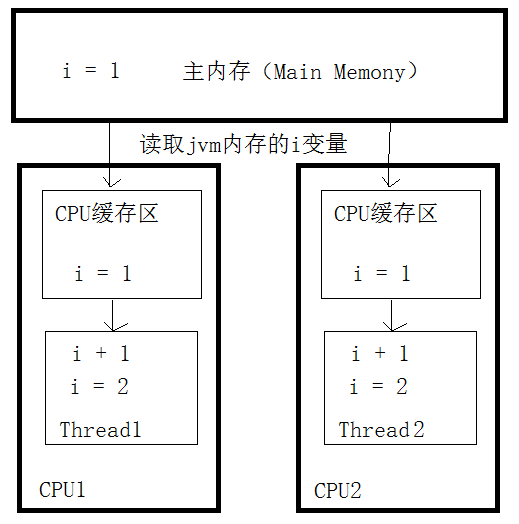 i = 1 主内存（Main Memony）
读取jvm内存的i变量
CPU缓存区
i = 1
i + 1
i = 2
Thread1
CPU1
CPU缓存区
i = 1
i + 1
i = 2
Thread2
CPU2